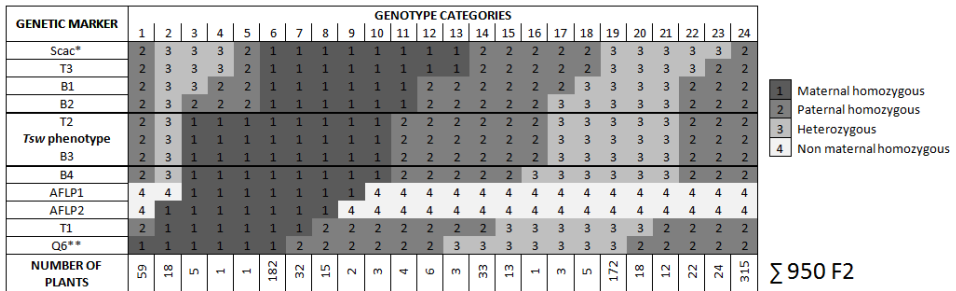 GENETIC MARKER
GENOTYPE CATEGORIES
1 2 3 4 5 6 7 8 9 10 11 12 13 14 15 16 17 18 19 20 21 22 23 24
Scac* 2 3 3 3 2 1 1 1 1 1 1 1 1 2 2 2 2 2 3 3 3 3 3 2
T3 2 3 3 3 2 1 1 1 1 1 1 1 1 2 2 2 2 2 3 3 3 3 2 2
B1 2 3 3 2 2 1 1 1 1 1 1 2 2 2 2 2 2 3 3 3 3 2 2 2
B2 2 3 2 2 2 1 1 1 1 1 1 2 2 2 2 2 3 3 3 3 3 2 2 2
T2 2 3 1 1 1 1 1 1 1 1 2 2 2 2 2 2 3 3 3 3 3 2 2 2
Tsw phenotype 2 3 1 1 1 1 1 1 1 1 2 2 2 2 2 2 3 3 3 3 3 2 2 2
B3 2 3 1 1 1 1 1 1 1 1 2 2 2 2 2 2 3 3 3 3 3 2 2 2
B4 2 3 1 1 1 1 1 1 1 1 2 2 2 2 2 3 3 3 3 3 3 2 2 2
AFLP1 4 4 1 1 1 1 1 1 1 4 4 4 4 4 4 4 4 4 4 4 4 4 4 4
AFLP2 4 1 1 1 1 1 1 1 4 4 4 4 4 4 4 4 4 4 4 4 4 4 4 4
T1 2 1 1 1 1 1 1 2 2 2 2 2 2 2 3 3 3 3 3 3 2 2 2 2
Q6** 1 1 1 1 1 1 2 2 2 2 2 2 3 3 3 3 3 3 3 2 2 2 2 2
NUMBER OF
PLANTS
59 18 5 1 1 182 32 15 2 3 4 6 3 33 13 1 3 5 172 18 12 22 24 315
1 Maternal homozygous
2 Paternal homozygous
3 Heterozygous
4 Non maternal homozygous
∑ 950 F2